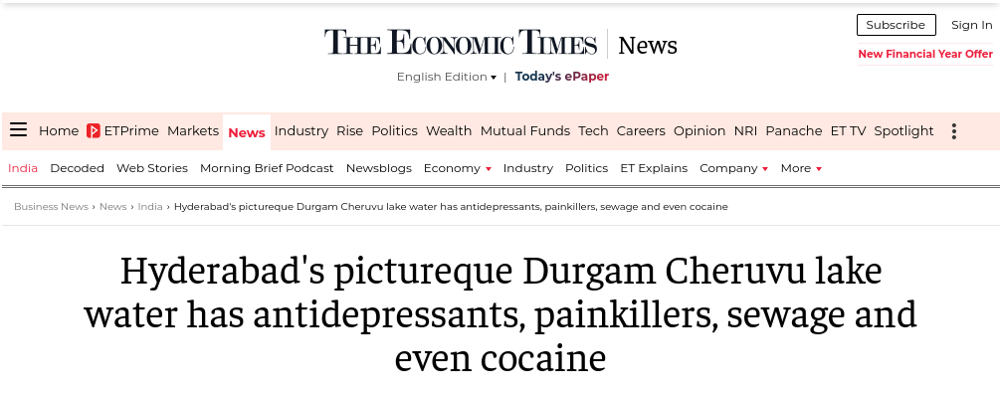 Subscribe Sign In
THE ECONOMIC TIMES | News
New Financial Year Offer
English Edition | Today's ePaper
Home ETPrime Markets News Industry Rise Politics Wealth Mutual Funds Tech Careers Opinion NRI Panache ET TV Spotlight
India Decoded Web Stories Morning Brief Podcast Newsblogs Economy Industry Politics ET Explains Company More
Business News › News › India › Hyderabad's pictureque Durgam Cheruvu lake water has antidepressants, painkillers, sewage and even cocaine
Hyderabad's pictureque Durgam Cheruvu lake
water has antidepressants, painkillers, sewage and
even cocaine